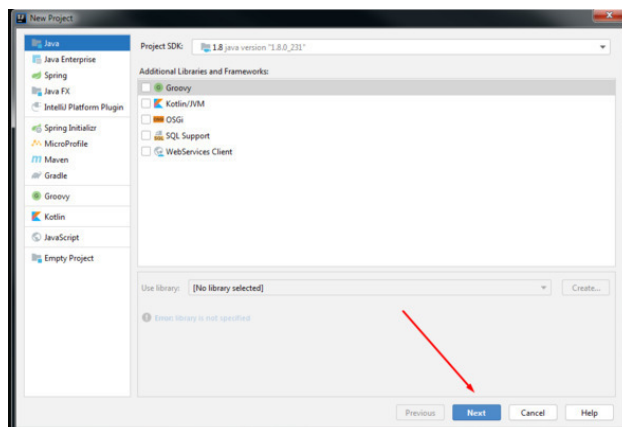 New Project
Java
Java Enterprise
Spring
Java FX
IntelliJ Platform Plugin
Spring Initializr
MicroProfile
Maven
Gradle
Groovy
Kotlin
JavaScript
Empty Project
Project SDK: 1.8 java version "1.8.0_231"
Additional Libraries and Frameworks:
Groovy
Kotlin/JVM
OSGi
SQL Support
WebServices Client
Use library: [No library selected] Create...
Error: library is not specified
Previous Next Cancel Help